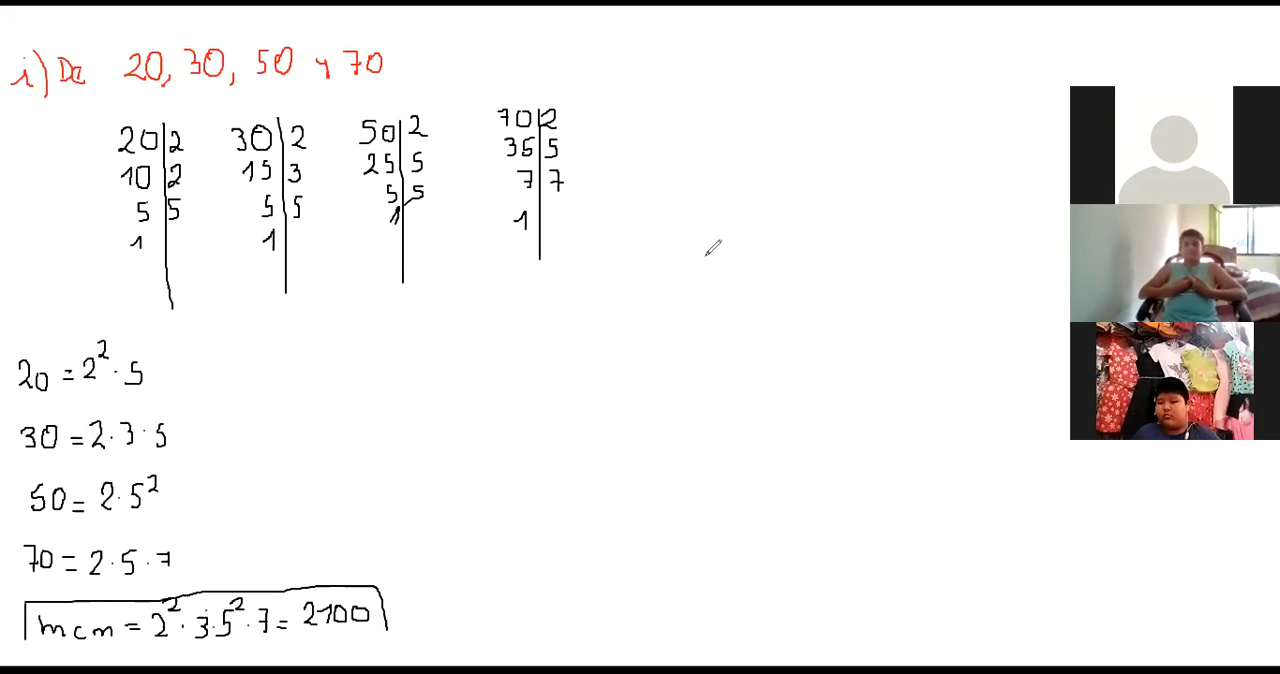 i) De 20, 30, 50 y 70
20 | 2
10 | 2
5 | 5
1
30 | 2
15 | 3
5 | 5
1
50 | 2
25 | 5
5 | 5
1
70 | 2
35 | 5
7 | 7
1
20 = 2² · 5
30 = 2 · 3 · 5
50 = 2 · 5²
70 = 2 · 5 · 7
mcm = 2² · 3 · 5² · 7 = 2100